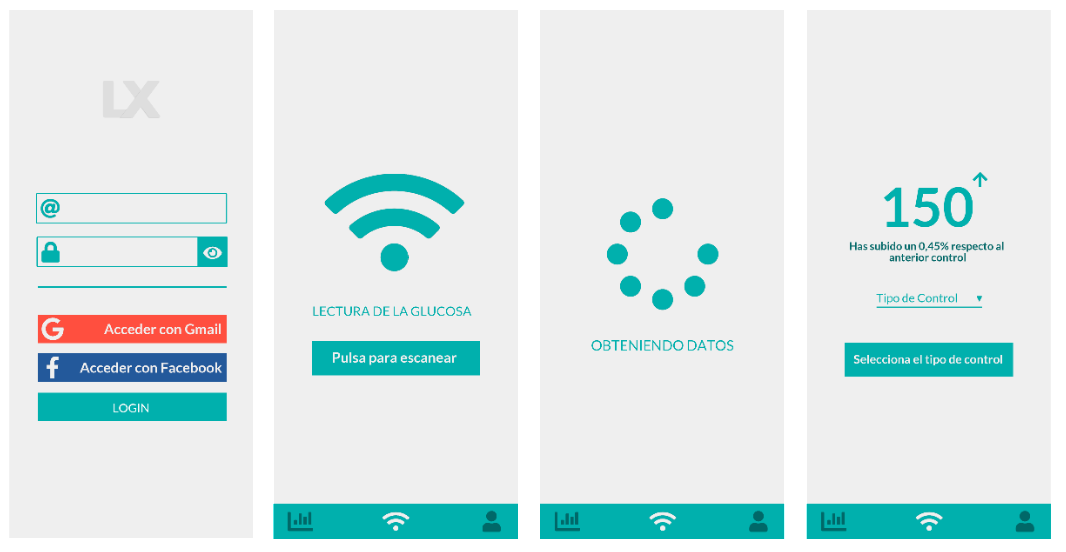 LX
@
Acceder con Gmail
Acceder con Facebook
LOGIN
LECTURA DE LA GLUCOSA
Pulsa para escanear
OBTENIENDO DATOS
150
Has subido un 0,45% respecto al
anterior control
Tipo de Control
Selecciona el tipo de control